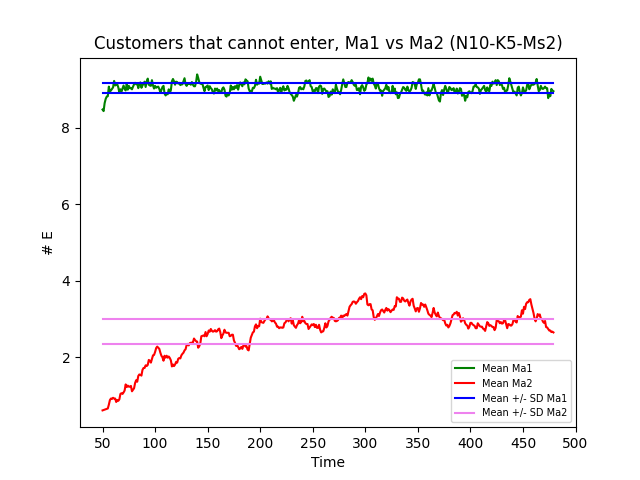 Customers that cannot enter, Ma1 vs Ma2 (N10-K5-Ms2)
# E
8
6
4
2
Mean Ma1
Mean Ma2
Mean +/- SD Ma1
Mean +/- SD Ma2
50 100 150 200 250 300 350 400 450 500
Time